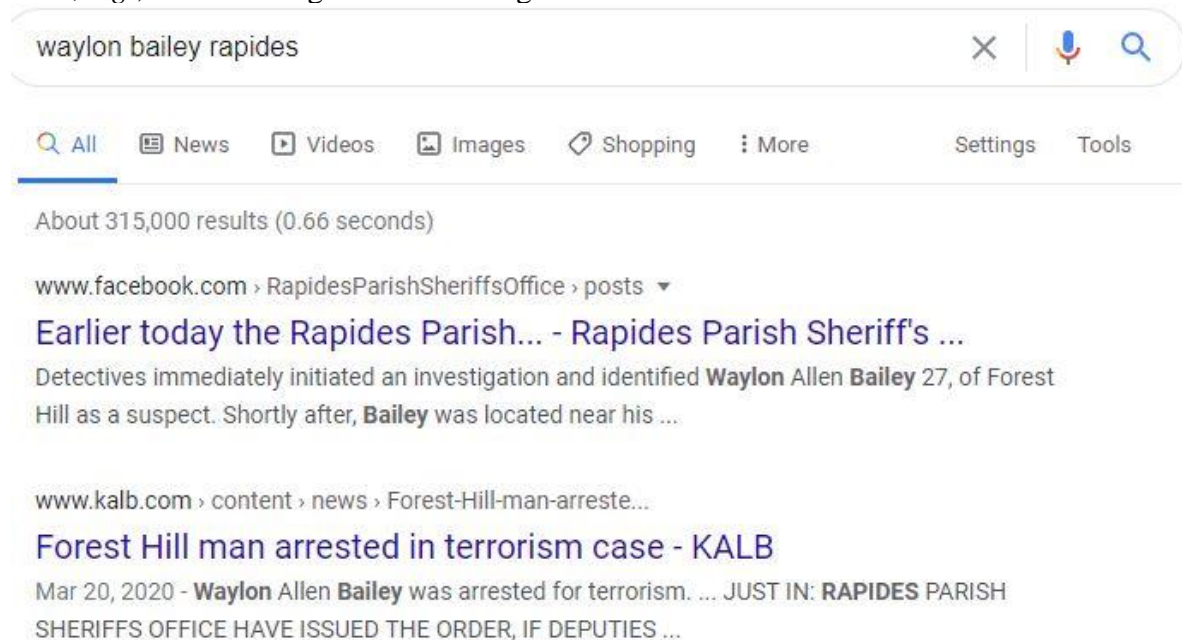 waylon bailey rapides
All News Videos Images Shopping More Settings Tools
About 315,000 results (0.66 seconds)
www.facebook.com › RapidesParishSheriffsOffice › posts
Earlier today the Rapides Parish... - Rapides Parish Sheriff's ...
Detectives immediately initiated an investigation and identified Waylon Allen Bailey 27, of Forest
Hill as a suspect. Shortly after, Bailey was located near his ...
www.kalb.com › content › news › Forest-Hill-man-arreste...
Forest Hill man arrested in terrorism case - KALB
Mar 20, 2020 - Waylon Allen Bailey was arrested for terrorism. ... JUST IN: RAPIDES PARISH
SHERIFFS OFFICE HAVE ISSUED THE ORDER, IF DEPUTIES ...